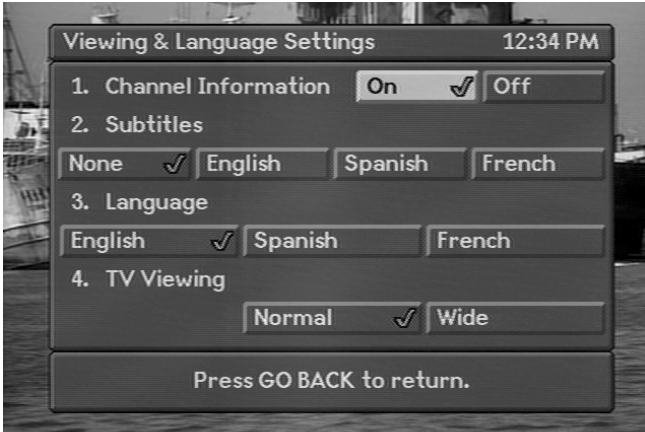 Viewing & Language Settings 12:34 PM
1. Channel Information On Off
2. Subtitles
None English Spanish French
3. Language
English Spanish French
4. TV Viewing
Normal Wide
Press GO BACK to return.